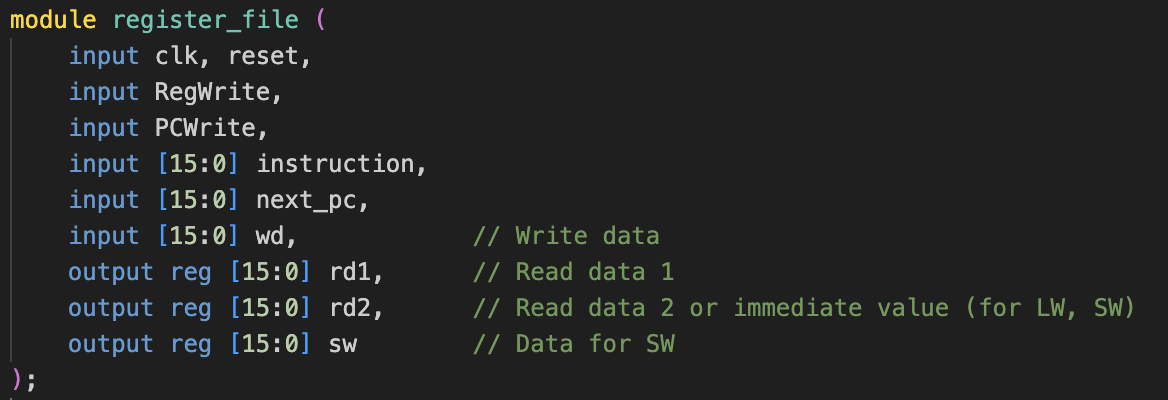 module register_file (
    input clk, reset,
    input RegWrite,
    input PCWrite,
    input [15:0] instruction,
    input [15:0] next_pc,
    input [15:0] wd,            // Write data
    output reg [15:0] rd1,      // Read data 1
    output reg [15:0] rd2,      // Read data 2 or immediate value (for LW, SW)
    output reg [15:0] sw        // Data for SW
);